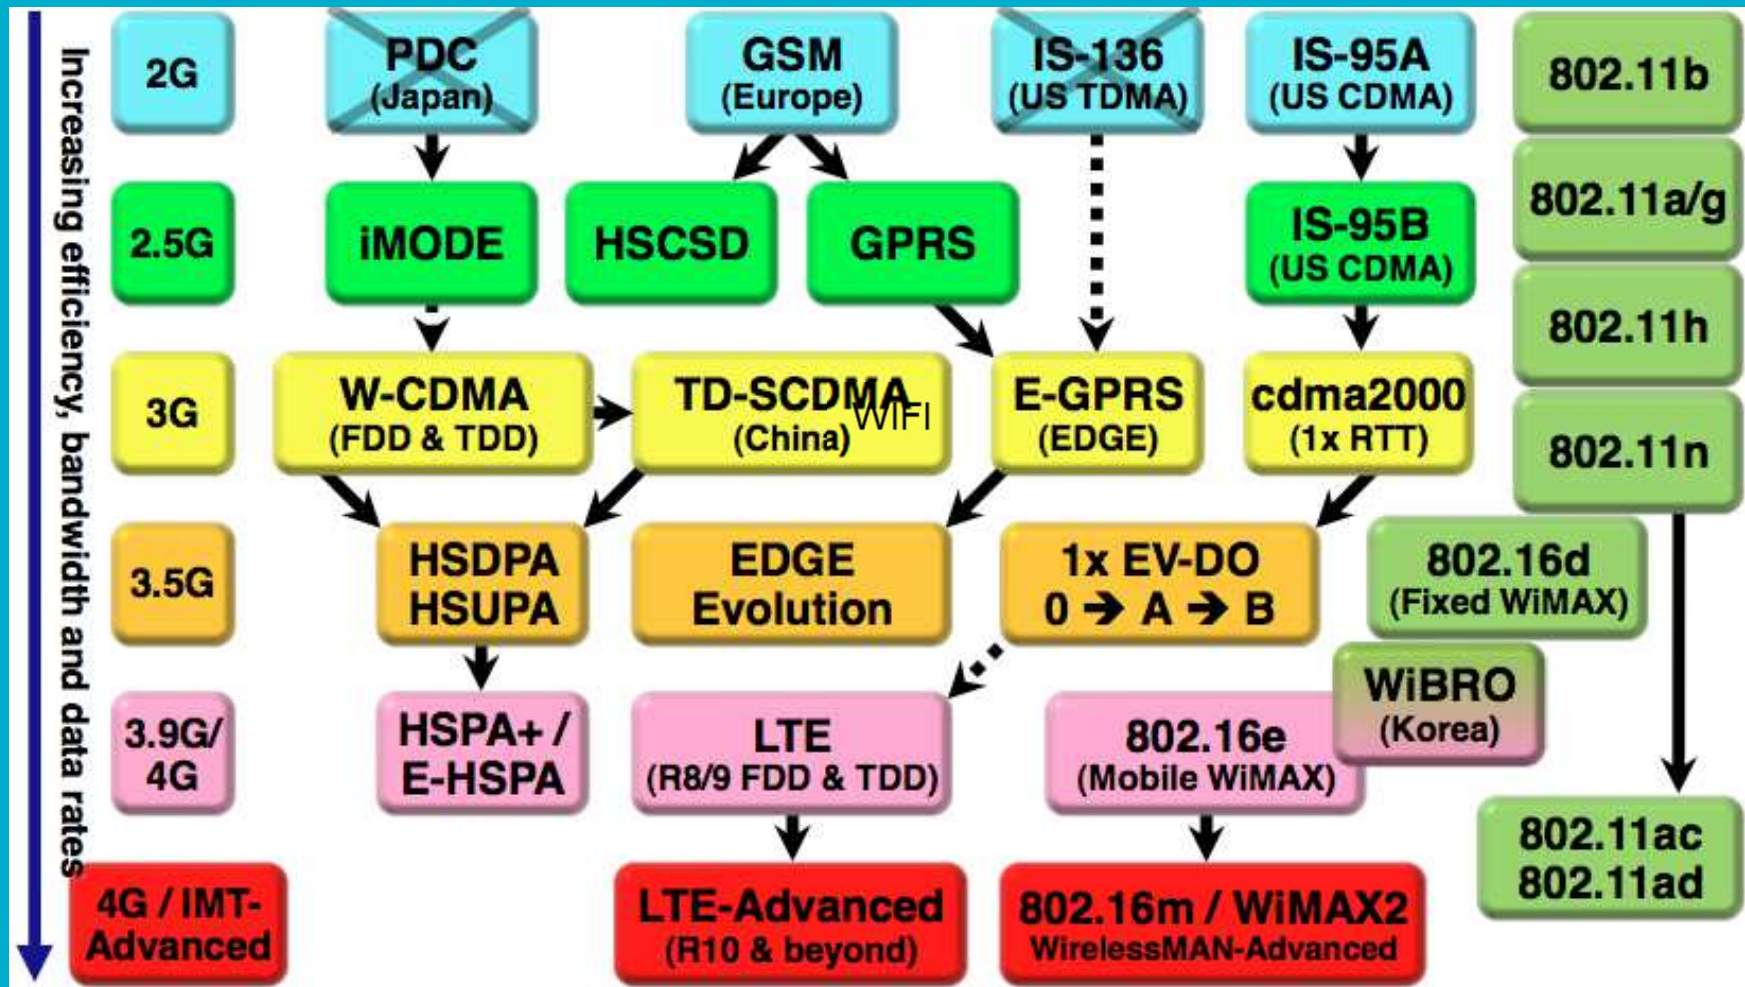 Increasing efficiency, bandwidth and data rates
2G
PDC
(Japan)
GSM
(Europe)
IS-136
(US TDMA)
IS-95A
(US CDMA)
802.11b
2.5G
iMODE
HSCSD
GPRS
IS-95B
(US CDMA)
802.11a/g
802.11h
3G
W-CDMA
(FDD & TDD)
TD-SCDMA
(China)
WIFI
E-GPRS
(EDGE)
cdma2000
(1x RTT)
802.11n
3.5G
HSDPA
HSUPA
EDGE
Evolution
1x EV-DO
0 ➔ A ➔ B
802.16d
(Fixed WiMAX)
WiBRO
(Korea)
3.9G/
4G
HSPA+ /
E-HSPA
LTE
(R8/9 FDD & TDD)
802.16e
(Mobile WiMAX)
802.11ac
802.11ad
4G / IMT-
Advanced
LTE-Advanced
(R10 & beyond)
802.16m / WiMAX2
WirelessMAN-Advanced